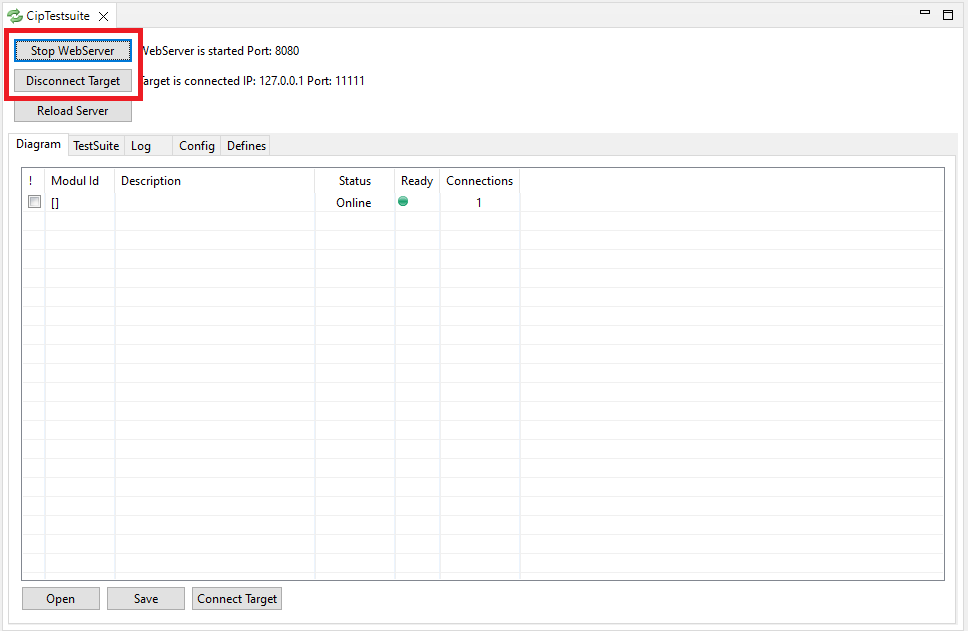 CipTestsuite
Stop WebServer WebServer is started Port: 8080
Disconnect Target Target is connected IP: 127.0.0.1 Port: 11111
Reload Server
Diagram TestSuite Log Config Defines
! Modul Id Description Status Ready Connections
[] Online 1
Open Save Connect Target